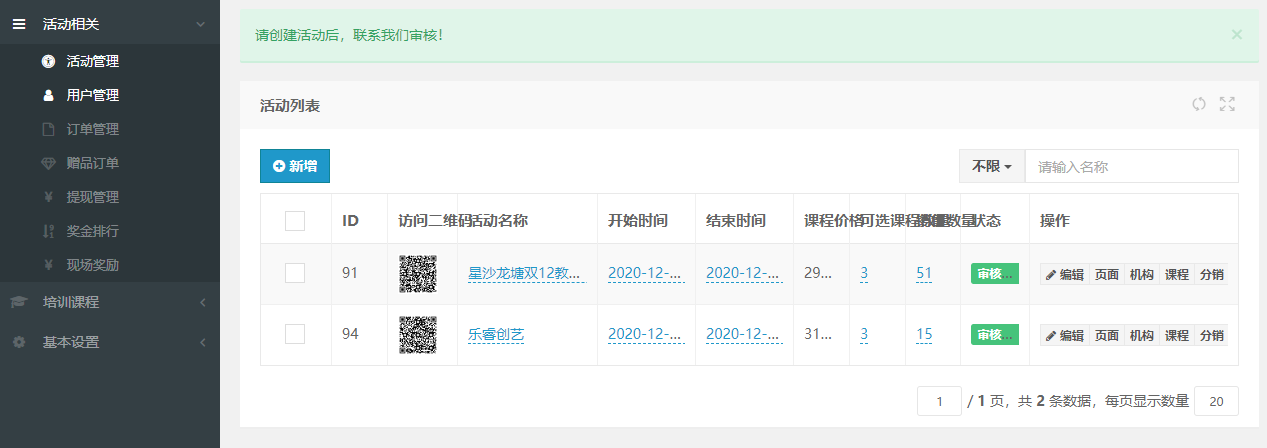 活动相关
活动管理
用户管理
订单管理
赠品订单
提现管理
奖金排行
现场奖励
培训课程
基本设置
请创建活动后，联系我们审核！
活动列表
新增
不限 请输入名称
ID 访问二维码 活动名称 开始时间 结束时间 课程价格 可选课程 数量 状态 操作
91 星沙龙塘双12教... 2020-12-... 2020-12-... 29... 3 51 审核... 编辑 页面 机构 课程 分销
94 乐睿创艺 2020-12-... 2020-12-... 31... 3 15 审核... 编辑 页面 机构 课程 分销
1 / 1 页，共 2 条数据，每页显示数量 20